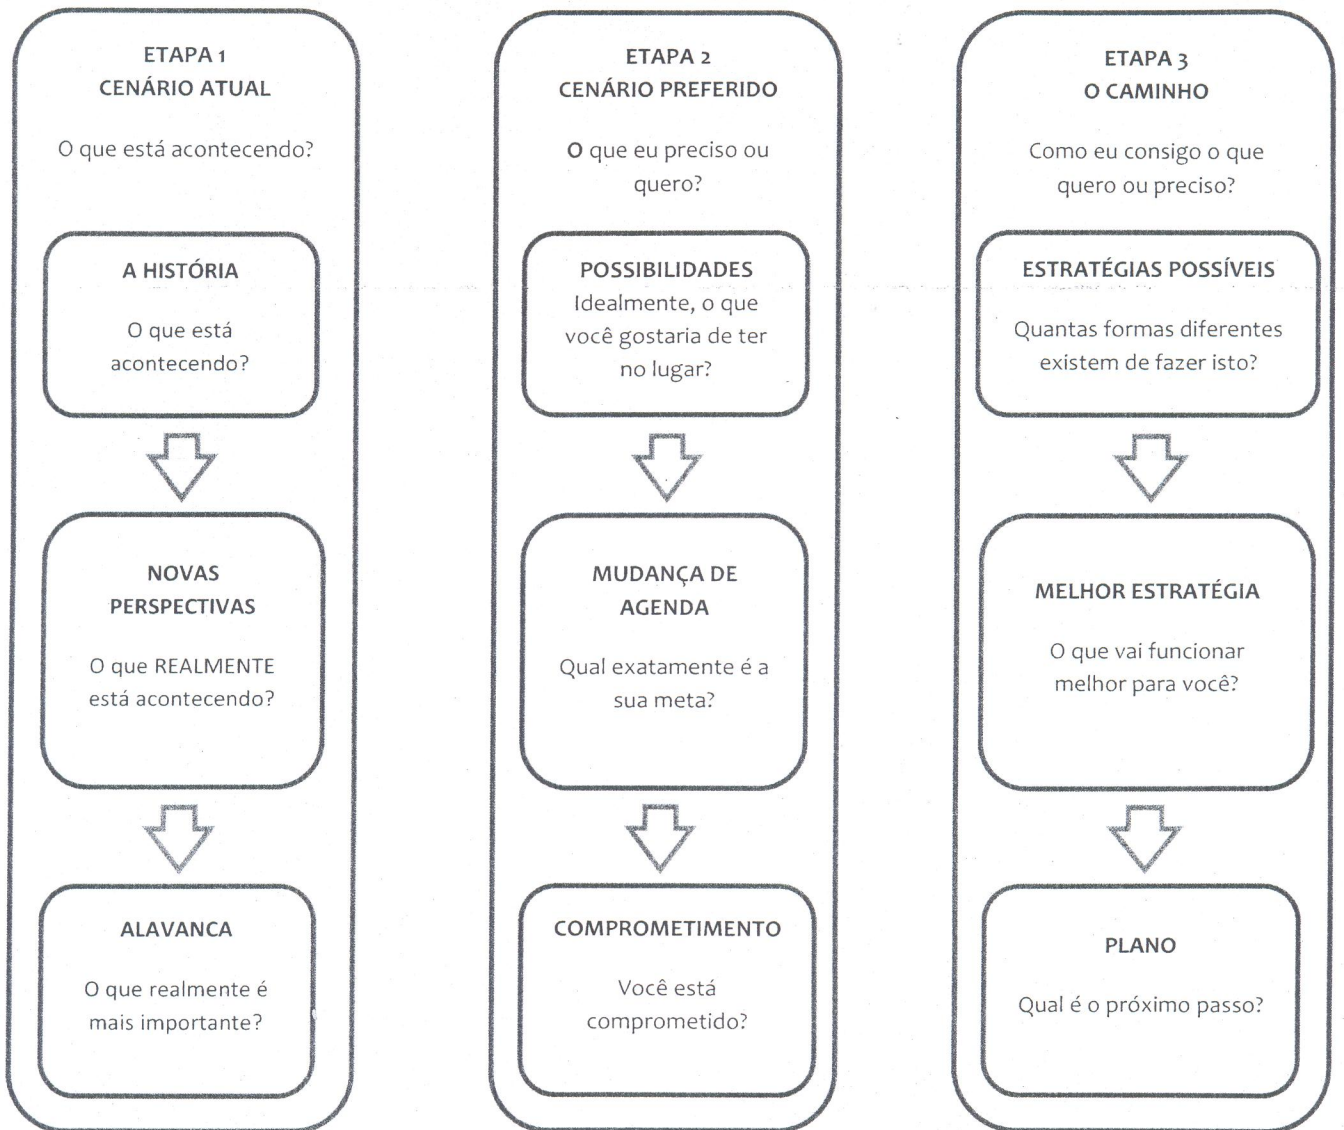 ETAPA 1
CENÁRIO ATUAL
O que está acontecendo?
A HISTÓRIA
O que está
acontecendo?
NOVAS
PERSPECTIVAS
O que REALMENTE
está acontecendo?
ALAVANCA
O que realmente é
mais importante?
ETAPA 2
CENÁRIO PREFERIDO
O que eu preciso ou
quero?
POSSIBILIDADES
Idealmente, o que
você gostaria de ter
no lugar?
MUDANÇA DE
AGENDA
Qual exatamente é a
sua meta?
COMPROMETIMENTO
Você está
comprometido?
ETAPA 3
O CAMINHO
Como eu consigo o que
quero ou preciso?
ESTRATÉGIAS POSSÍVEIS
Quantas formas diferentes
existem de fazer isto?
MELHOR ESTRATÉGIA
O que vai funcionar
melhor para você?
PLANO
Qual é o próximo passo?